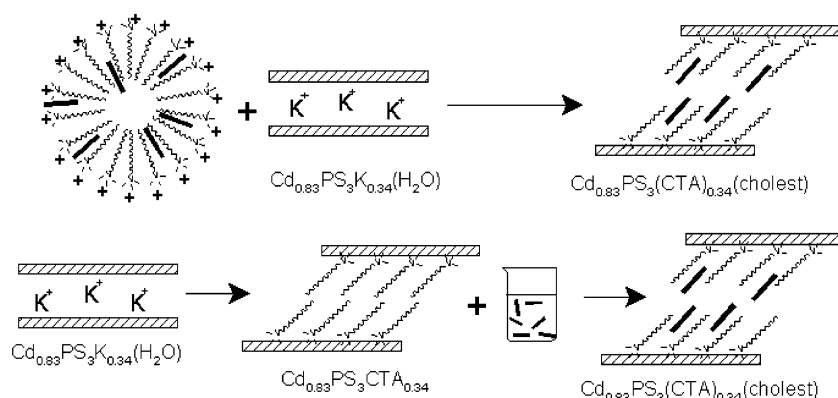 + + + + + + + + + + + + + + + + + +
+
K⁺ K⁺ K⁺
Cd₀.₈₃PS₃K₀.₃₄(H₂O)
Cd₀.₈₃PS₃(CTA)₀.₃₄(cholest)
K⁺ K⁺ K⁺
+
Cd₀.₈₃PS₃K₀.₃₄(H₂O)
Cd₀.₈₃PS₃CTA₀.₃₄
Cd₀.₈₃PS₃(CTA)₀.₃₄(cholest)